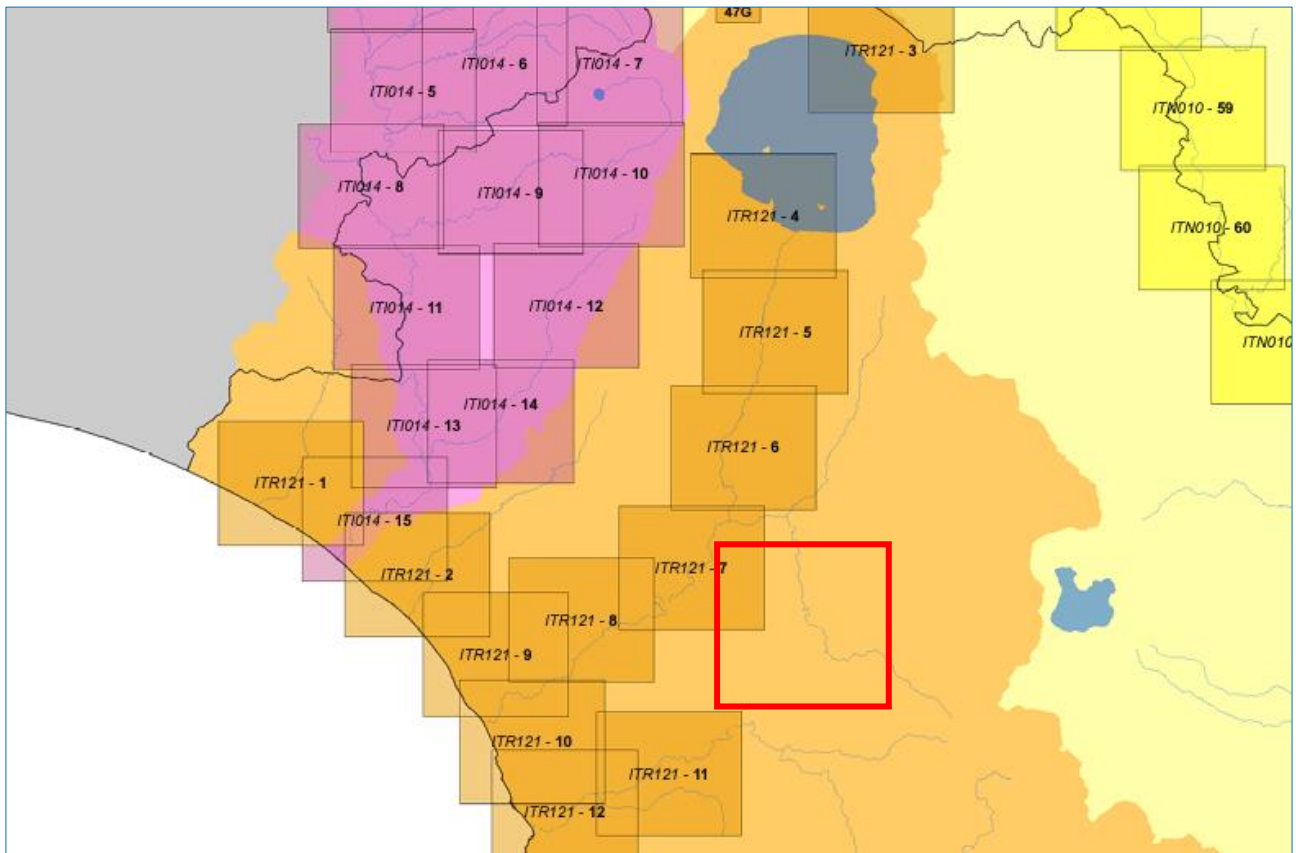 47G
ITR121 - 3
ITI014 - 6
ITI014 - 7
ITI014 - 5
ITN010 - 59
ITI014 - 8
ITI014 - 9
ITI014 - 10
ITR121 - 4
ITN010 - 60
ITI014 - 11
ITI014 - 12
ITR121 - 5
ITN010
ITI014 - 14
ITI014 - 13
ITR121 - 6
ITR121 - 1
ITI014 - 15
ITR121 - 2
ITR121 - 7
ITR121 - 8
ITR121 - 9
ITR121 - 10
ITR121 - 11
ITR121 - 12